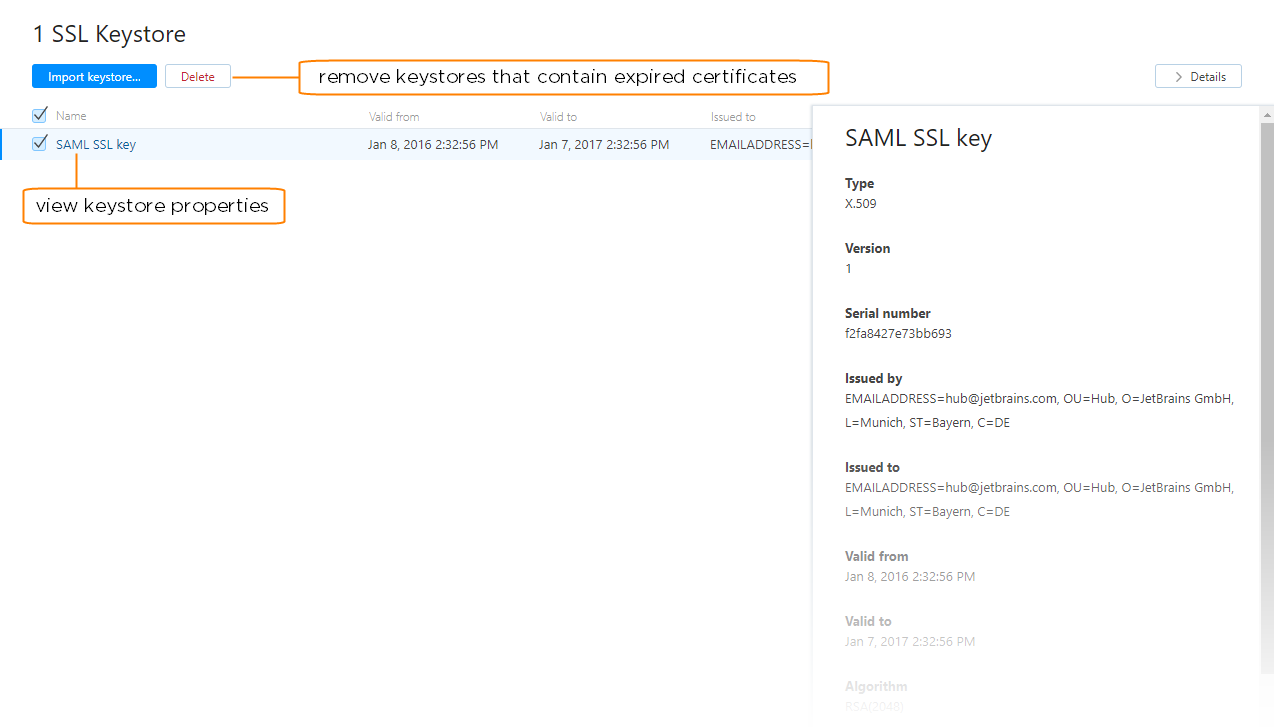 1 SSL Keystore
Import keystore...
Delete
remove keystores that contain expired certificates
Details
Name
Valid from
Valid to
Issued to
SAML SSL key
Jan 8, 2016 2:32:56 PM
Jan 7, 2017 2:32:56 PM
EMAILADDRESS=
view keystore properties
SAML SSL key
Type
X.509
Version
1
Serial number
f2fa8427e73bb693
Issued by
EMAILADDRESS=hub@jetbrains.com, OU=Hub, O=JetBrains GmbH,
L=Munich, ST=Bayern, C=DE
Issued to
EMAILADDRESS=hub@jetbrains.com, OU=Hub, O=JetBrains GmbH,
L=Munich, ST=Bayern, C=DE
Valid from
Jan 8, 2016 2:32:56 PM
Valid to
Jan 7, 2017 2:32:56 PM
Algorithm
RSA(2048)